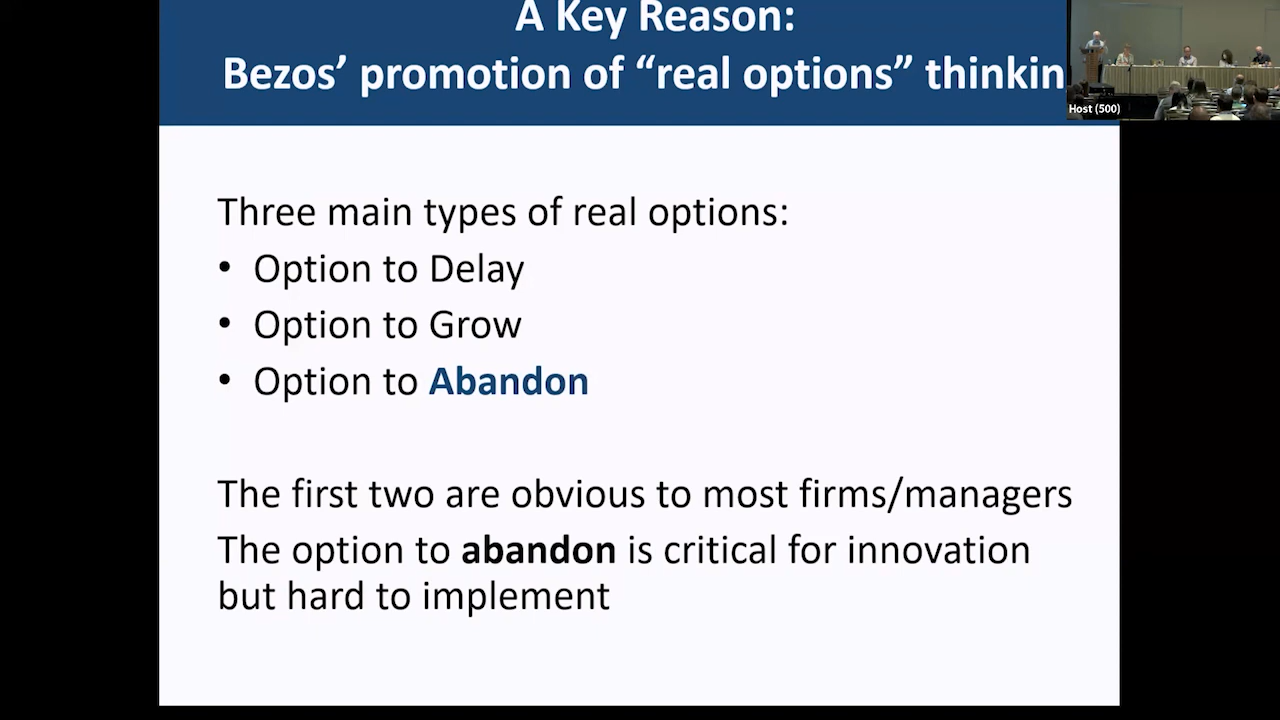 A Key Reason:
Bezos’ promotion of “real options” thinkin
Host (500)
Three main types of real options:
• Option to Delay
• Option to Grow
• Option to Abandon
The first two are obvious to most firms/managers
The option to abandon is critical for innovation
but hard to implement